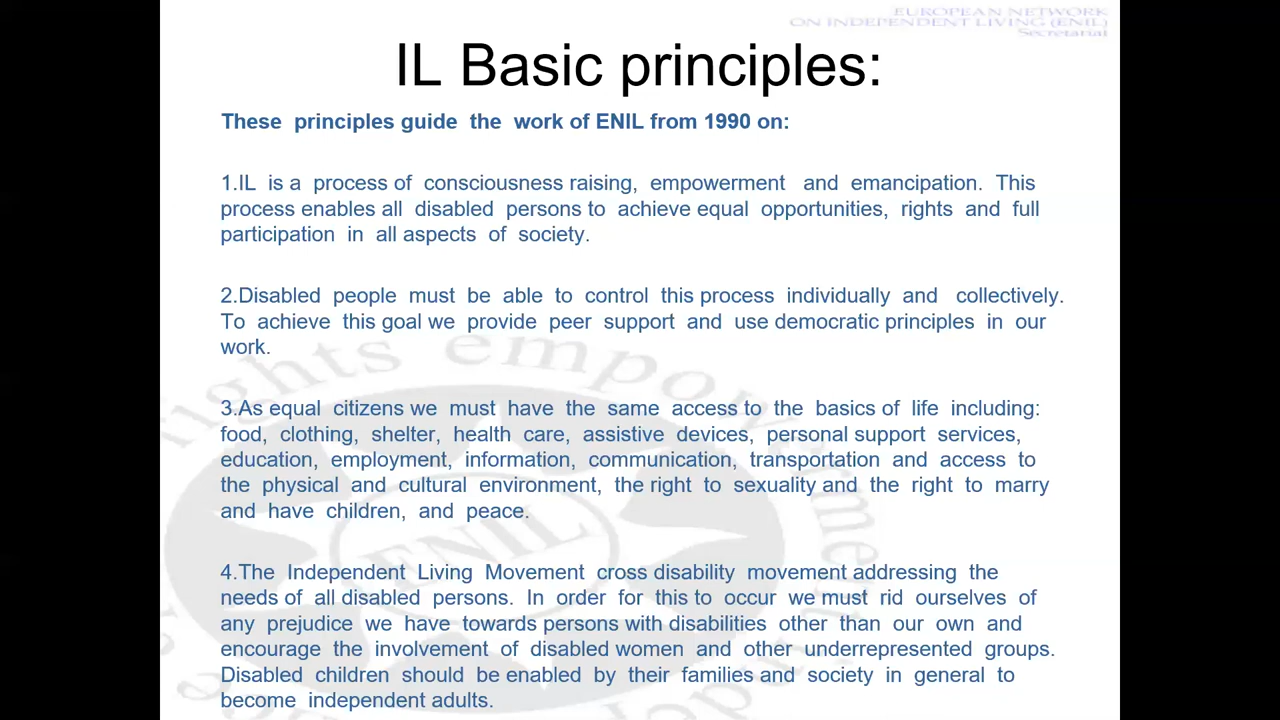 EUROPEAN NETWORK
ON INDEPENDENT LIVING (ENIL)
Secretariat
IL Basic principles:
These principles guide the work of ENIL from 1990 on:
1.IL is a process of consciousness raising, empowerment and emancipation. This
process enables all disabled persons to achieve equal opportunities, rights and full
participation in all aspects of society.
2.Disabled people must be able to control this process individually and collectively.
To achieve this goal we provide peer support and use democratic principles in our
work.
3.As equal citizens we must have the same access to the basics of life including:
food, clothing, shelter, health care, assistive devices, personal support services,
education, employment, information, communication, transportation and access to
the physical and cultural environment, the right to sexuality and the right to marry
and have children, and peace.
4.The Independent Living Movement cross disability movement addressing the
needs of all disabled persons. In order for this to occur we must rid ourselves of
any prejudice we have towards persons with disabilities other than our own and
encourage the involvement of disabled women and other underrepresented groups.
Disabled children should be enabled by their families and society in general to
become independent adults.
rights empowerment
ENIL